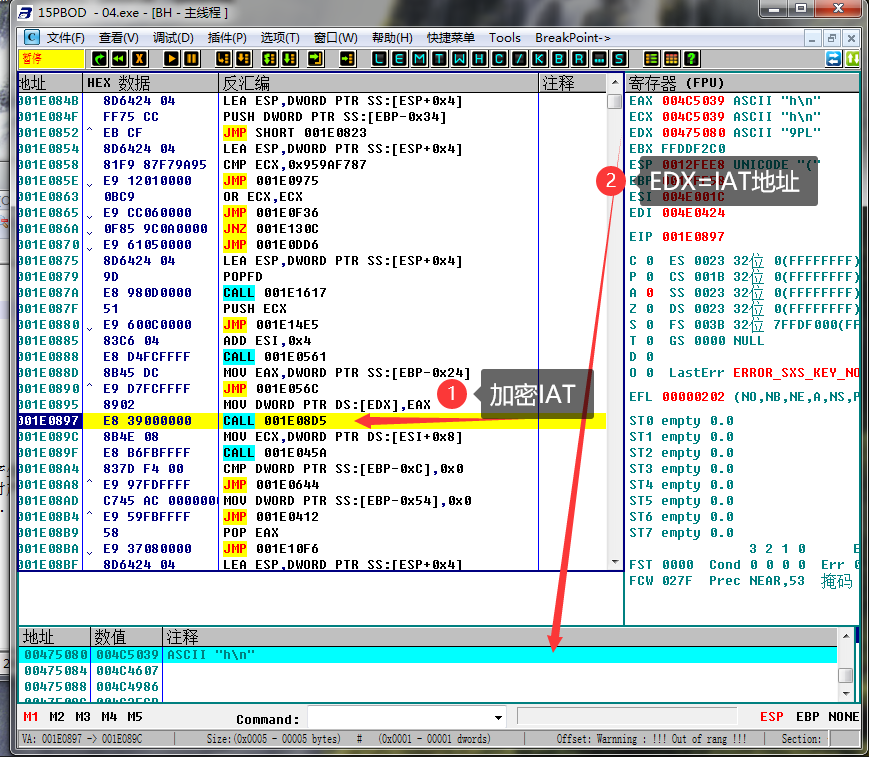 15PBOD - 04.exe - [BH - 主线程]
文件(F) 查看(V) 调试(D) 插件(P) 选项(T) 窗口(W) 帮助(H) 快捷菜单 Tools BreakPoint->
暂停 L E M T W H C / K B R ... S ?
地址 HEX 数据 反汇编 注释
001E084B 8D6424 04 LEA ESP,DWORD PTR SS:[ESP+0x4]
001E084F FF75 CC PUSH DWORD PTR SS:[EBP-0x34]
001E0852 ^ EB CF JMP SHORT 001E0823
001E0854 8D6424 04 LEA ESP,DWORD PTR SS:[ESP+0x4]
001E0858 81F9 87F79A95 CMP ECX,0x959AF787
001E085E E9 12010000 JMP 001E0975
001E0863 0BC9 OR ECX,ECX
001E0865 E9 CC060000 JMP 001E0F36
001E086A 0F85 9C0A0000 JNZ 001E130C
001E0870 E9 61050000 JMP 001E0DD6
001E0875 8D6424 04 LEA ESP,DWORD PTR SS:[ESP+0x4]
001E0879 9D POPFD
001E087A E8 980D0000 CALL 001E1617
001E087F 51 PUSH ECX
001E0880 E9 600C0000 JMP 001E14E5
001E0885 83C6 04 ADD ESI,0x4
001E0888 E8 D4FCFFFF CALL 001E0561
001E088D 8B45 DC MOV EAX,DWORD PTR SS:[EBP-0x24]
001E0890 ^ E9 D7FCFFFF JMP 001E056C
001E0895 8902 MOV DWORD PTR DS:[EDX],EAX
001E0897 E8 39000000 CALL 001E08D5
001E089C 8B4E 08 MOV ECX,DWORD PTR DS:[ESI+0x8]
001E089F E8 B6FBFFFF CALL 001E045A
001E08A4 837D F4 00 CMP DWORD PTR SS:[EBP-0xC],0x0
001E08A8 ^ E9 97FDFFFF JMP 001E0644
001E08AD C745 AC 0000000 MOV DWORD PTR SS:[EBP-0x54],0x0
001E08B4 ^ E9 59FBFFFF JMP 001E0412
001E08B9 58 POP EAX
001E08BA E9 37080000 JMP 001E10F6
001E08BF 8D6424 04 LEA ESP,DWORD PTR SS:[ESP+0x4]
1 加密IAT
寄存器 (FPU)
EAX 004C5039 ASCII "h\n"
ECX 004C5039 ASCII "h\n"
EDX 00475080 ASCII "9PL"
EBX FFDDF2C0
ESP 0012FEE8 UNICODE "("
EBP
ESI 004E001C
EDI 004E0424
2 EDX=IAT地址
EIP 001E0897
C 0 ES 0023 32位 0(FFFFFFFF)
P 0 CS 001B 32位 0(FFFFFFFF)
A 0 SS 0023 32位 0(FFFFFFFF)
Z 0 DS 0023 32位 0(FFFFFFFF)
S 0 FS 003B 32位 7FFDF000(FF
T 0 GS 0000 NULL
D 0
O 0 LastErr ERROR_SXS_KEY_NO
EFL 00000202 (NO,NB,NE,A,NS,P
ST0 empty 0.0
ST1 empty 0.0
ST2 empty 0.0
ST3 empty 0.0
ST4 empty 0.0
ST5 empty 0.0
ST6 empty 0.0
ST7 empty 0.0
3 2 1 0 E
FST 0000 Cond 0 0 0 0 Err 0
FCW 027F Prec NEAR,53 掩码
地址 数值 注释
00475080 004C5039 ASCII "h\n"
00475084 004C4607
00475088 004C4986
M1 M2 M3 M4 M5 Command: ESP EBP NONE
VA: 001E0897 -> 001E089C Size:(0x0005 - 00005 bytes) # (0x0001 - 00001 dwords) Offset: Warnning : !!! Out of rang !!! Section: